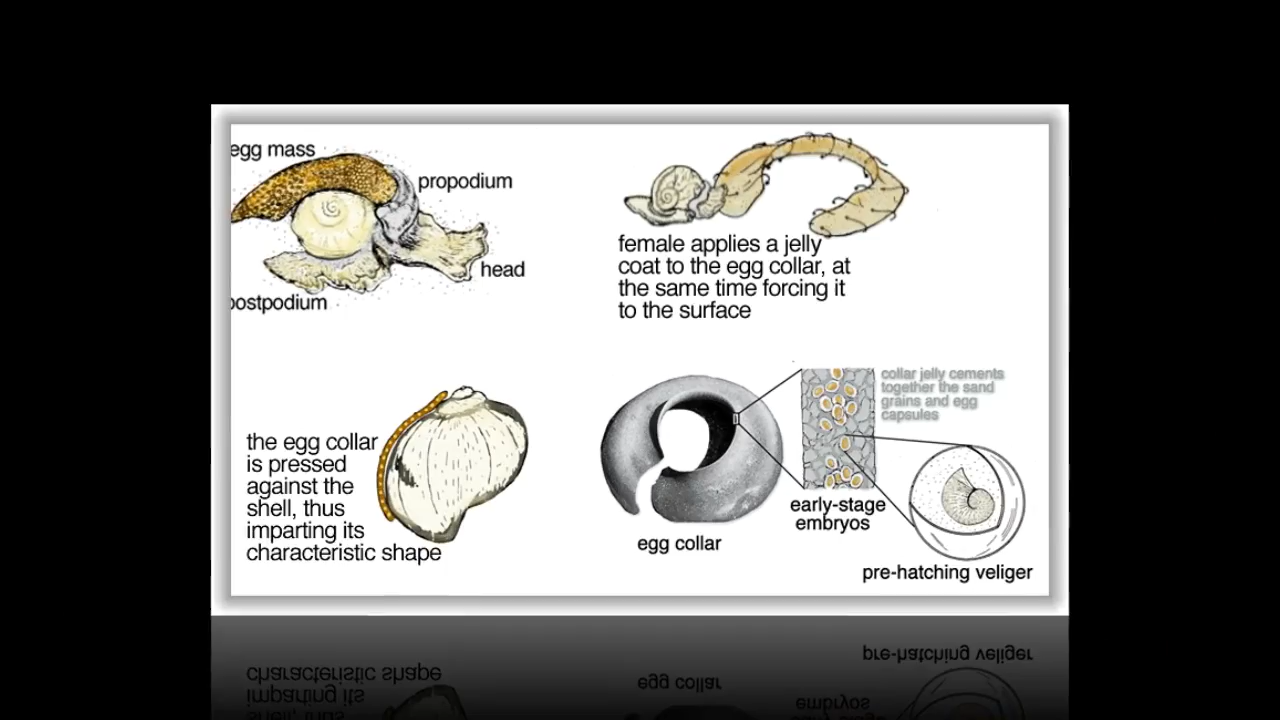 egg mass
propodium
head
postpodium
female applies a jelly
coat to the egg collar, at
the same time forcing it
to the surface
the egg collar
is pressed
against the
shell, thus
imparting its
characteristic shape
egg collar
collar jelly cements
together the sand
grains and egg
capsules
early-stage
embryos
pre-hatching veliger